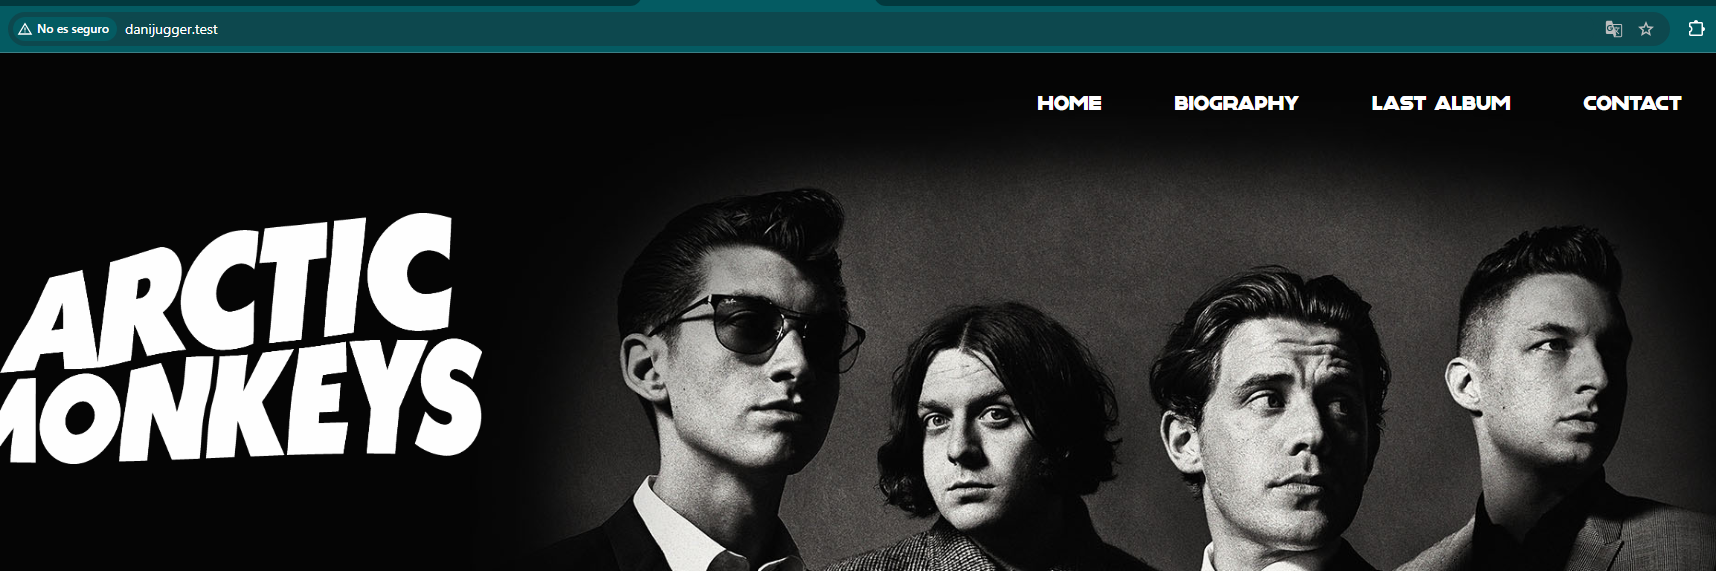 No es seguro danijugger.test
HOME BIOGRAPHY LAST ALBUM CONTACT
ARCTIC
MONKEYS